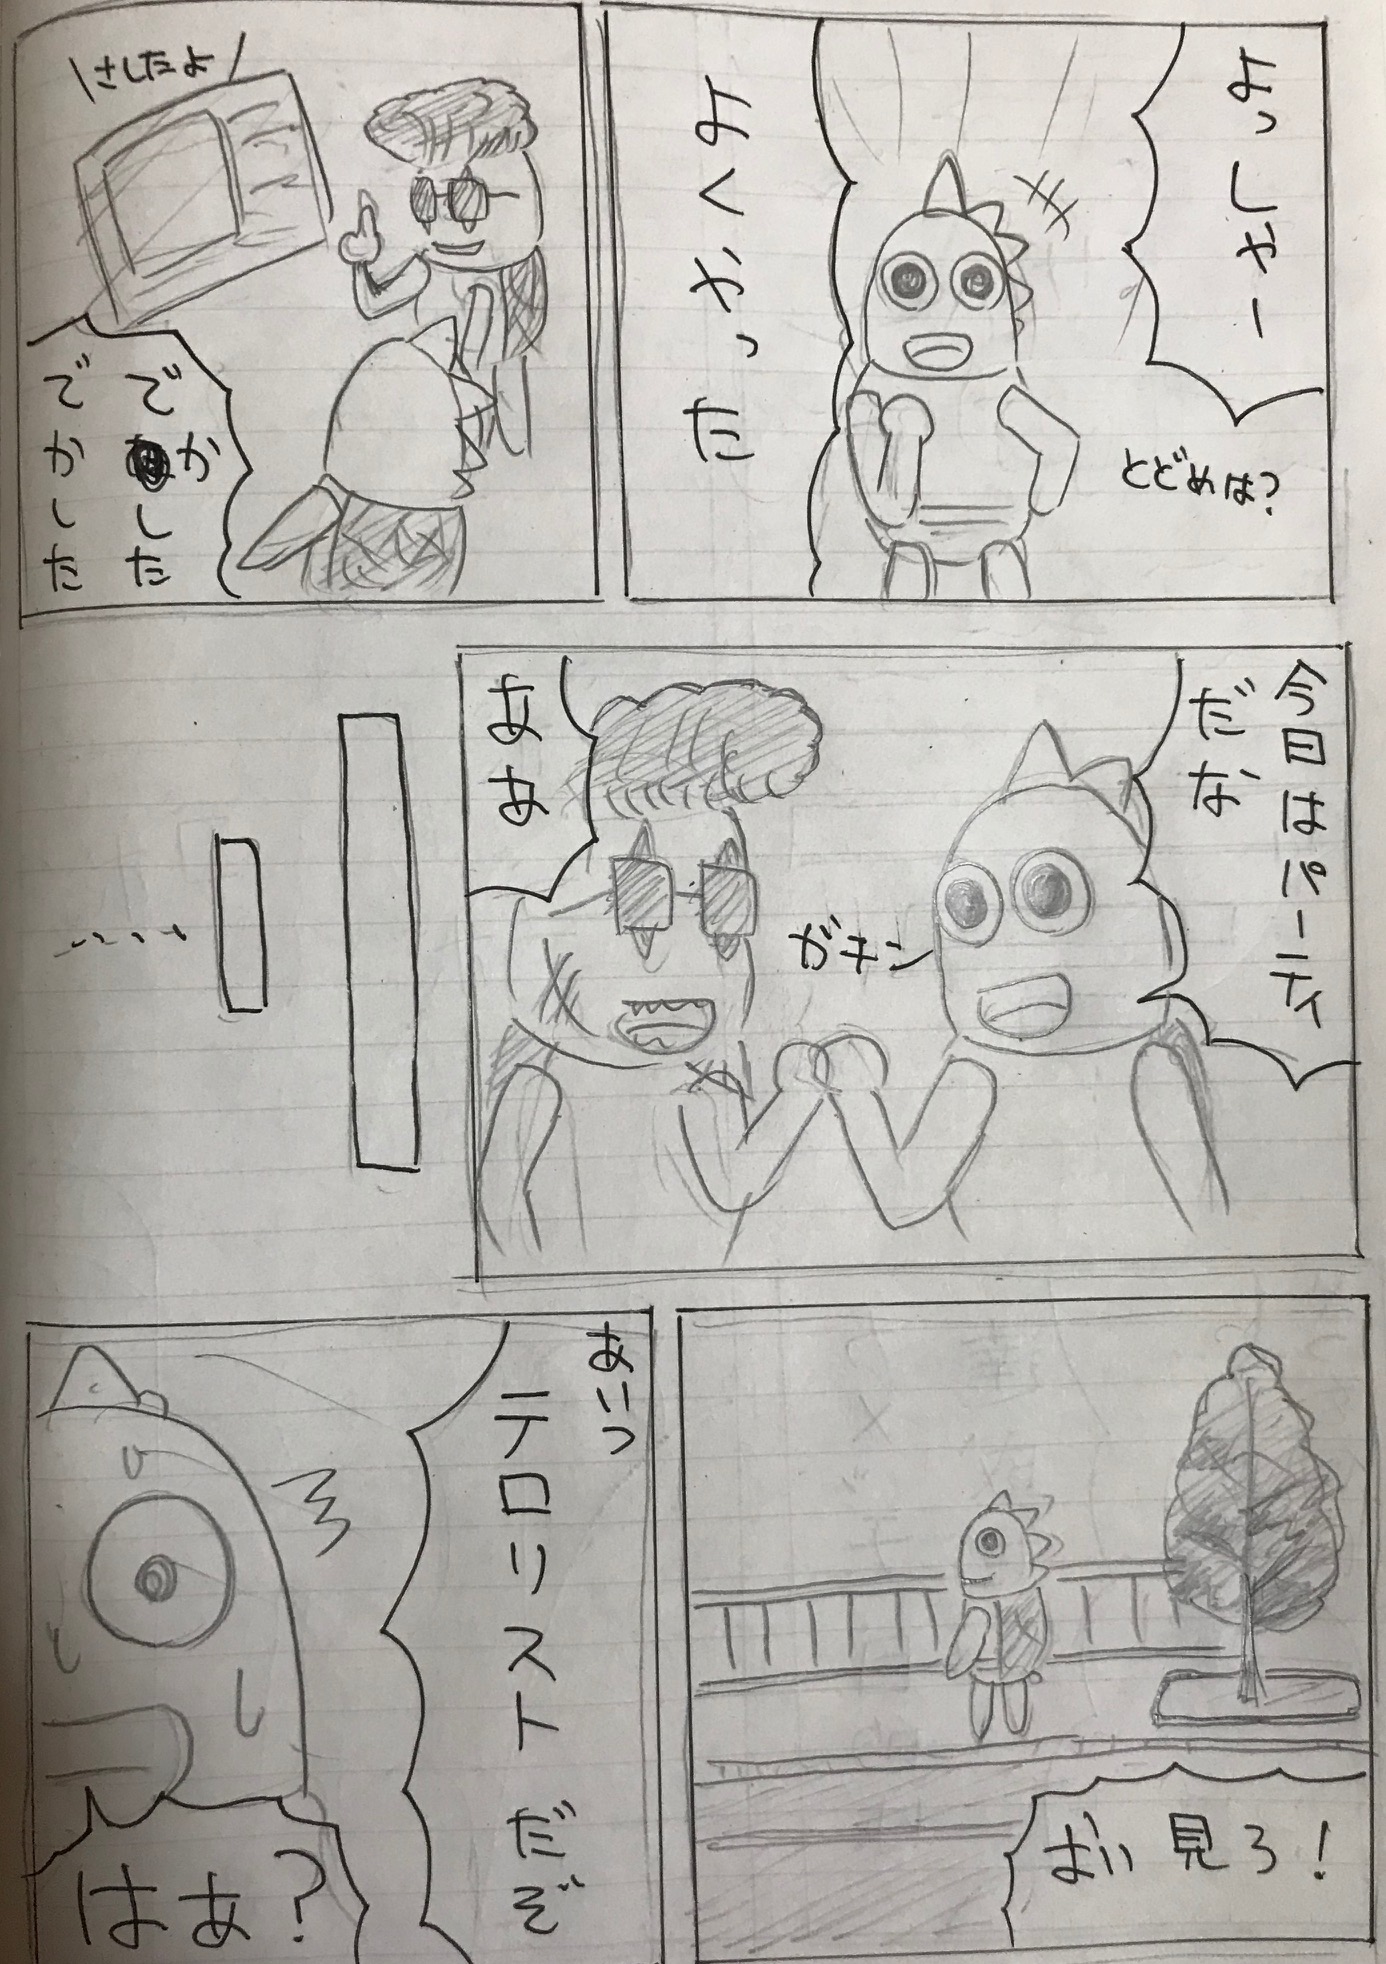 よっしゃー
よくやった
とどめは?
さしたよ
でかした
でかした
今日はパーティ
だな
ガキン
ああ
....
おい見ろ!
あいつ
テロリストだぞ
はぁ?